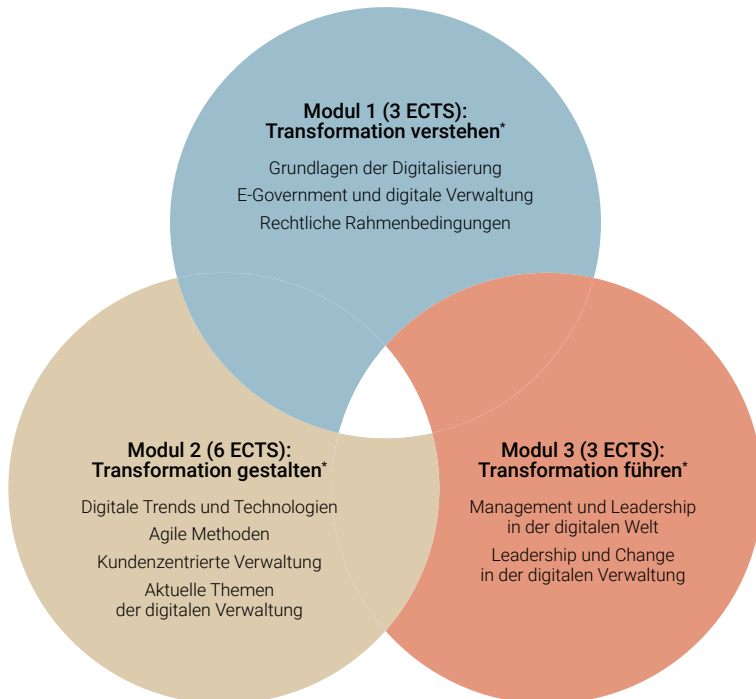 Modul 1 (3 ECTS):
Transformation verstehen*
Grundlagen der Digitalisierung
E-Government und digitale Verwaltung
Rechtliche Rahmenbedingungen
Modul 2 (6 ECTS):
Transformation gestalten*
Digitale Trends und Technologien
Agile Methoden
Kundenzentrierte Verwaltung
Aktuelle Themen
der digitalen Verwaltung
Modul 3 (3 ECTS):
Transformation führen*
Management und Leadership
in der digitalen Welt
Leadership und Change
in der digitalen Verwaltung